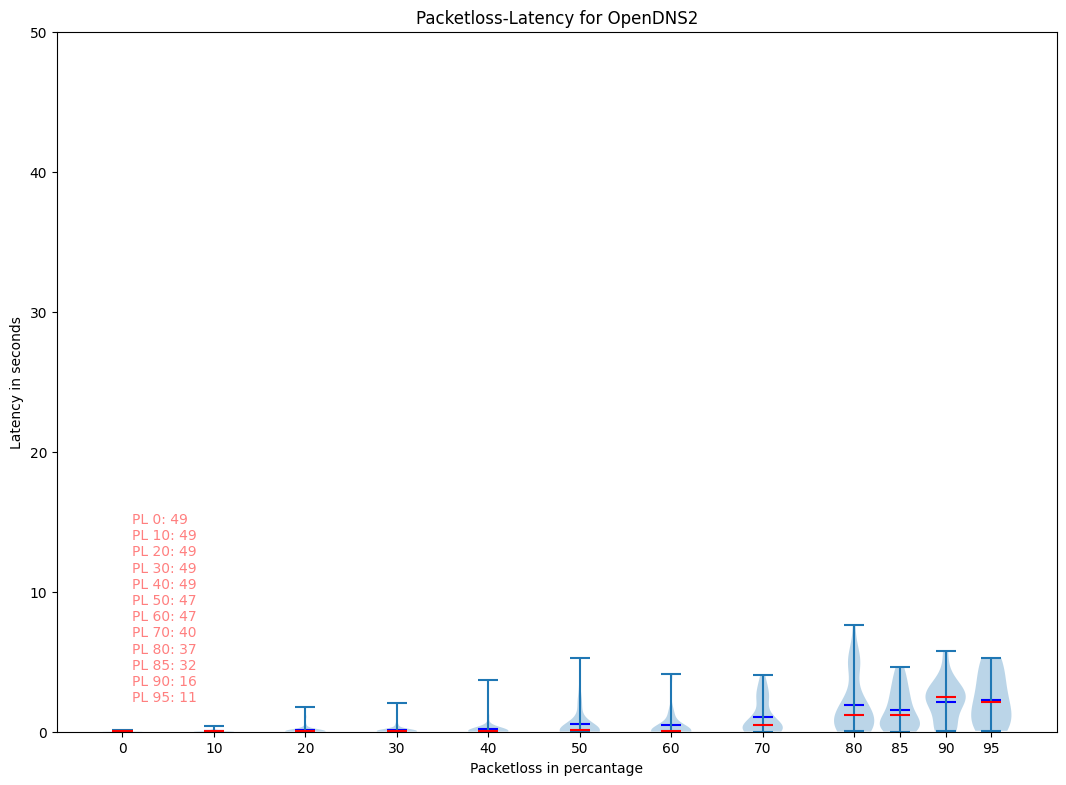 Packetloss-Latency for OpenDNS2
50
40
30
20
10
0
Latency in seconds
PL 0: 49
PL 10: 49
PL 20: 49
PL 30: 49
PL 40: 49
PL 50: 47
PL 60: 47
PL 70: 40
PL 80: 37
PL 85: 32
PL 90: 16
PL 95: 11
0 10 20 30 40 50 60 70 80 85 90 95
Packetloss in percantage